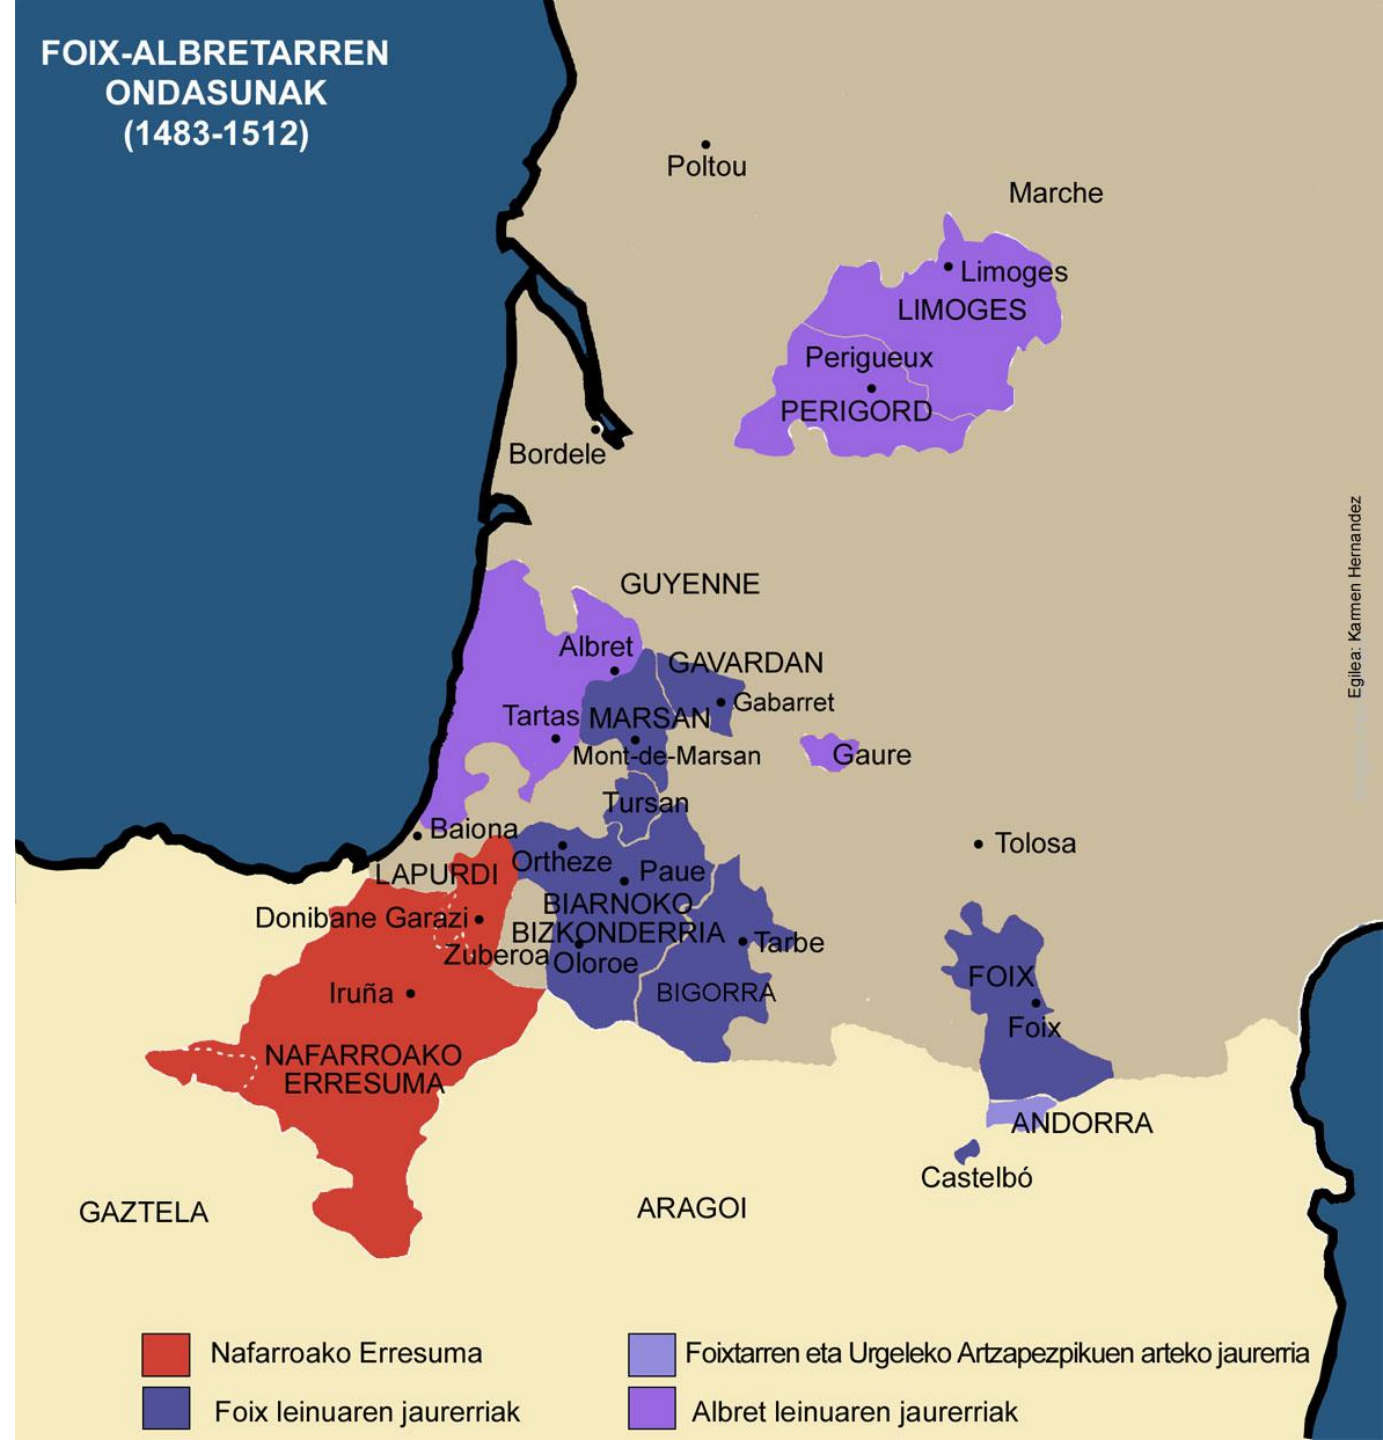 FOIX-ALBRETARREN
ONDASUNAK
(1483-1512)
Poltou
Marche
Limoges
LIMOGES
Perigueux
PERIGORD
Bordele
Egilea: Karmen Hernandez
GUYENNE
Albret
GAVARDAN
Gabarret
Tartas
MARSAN
Mont-de-Marsan
Gaure
Tursan
Baiona
Tolosa
LAPURDI
Ortheze
Paue
BIARNOKO
BIZKONDERRIA
Donibane Garazi
Zuberoa
Oloroe
Tarbe
Iruña
BIGORRA
FOIX
Foix
NAFARROAKO
ERRESUMA
ANDORRA
Castelbó
GAZTELA
ARAGOI
Nafarroako Erresuma
Foixtarren eta Urgeleko Artzapezpikuen arteko jaurerria
Foix leinuaren jaurerriak
Albret leinuaren jaurerriak